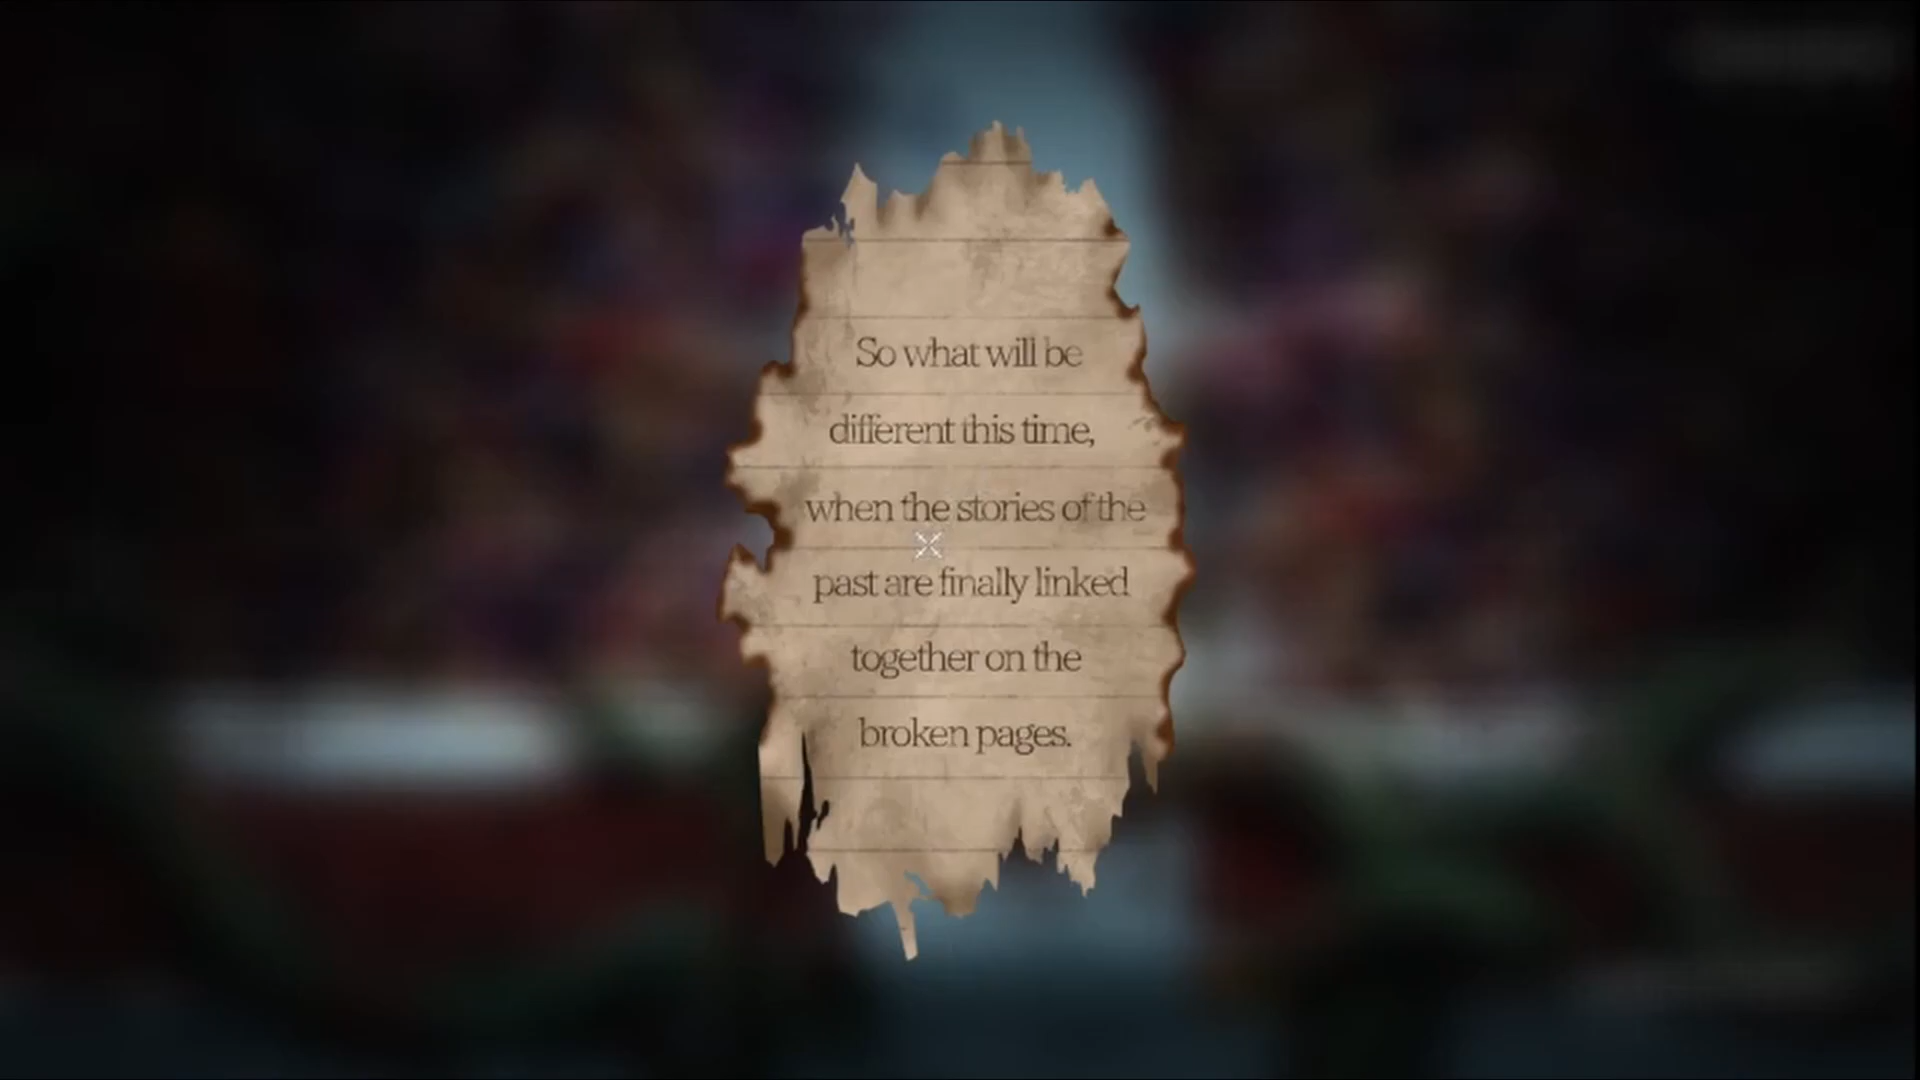 So what will be
different this time,
when the stories of the
past are finally linked
together on the
broken pages.